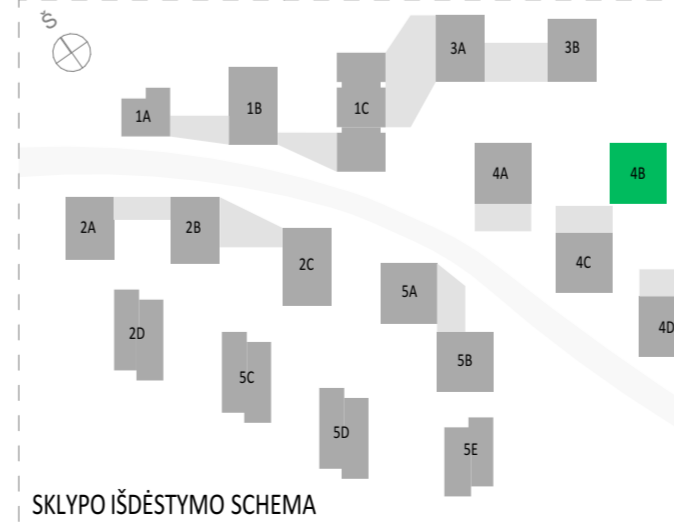 Š
3A
3B
1A
1B
1C
4A
4B
2A
2B
2C
4C
5A
4D
2D
5B
5C
5D
5E
SKLYPO IŠDĖSTYMO SCHEMA